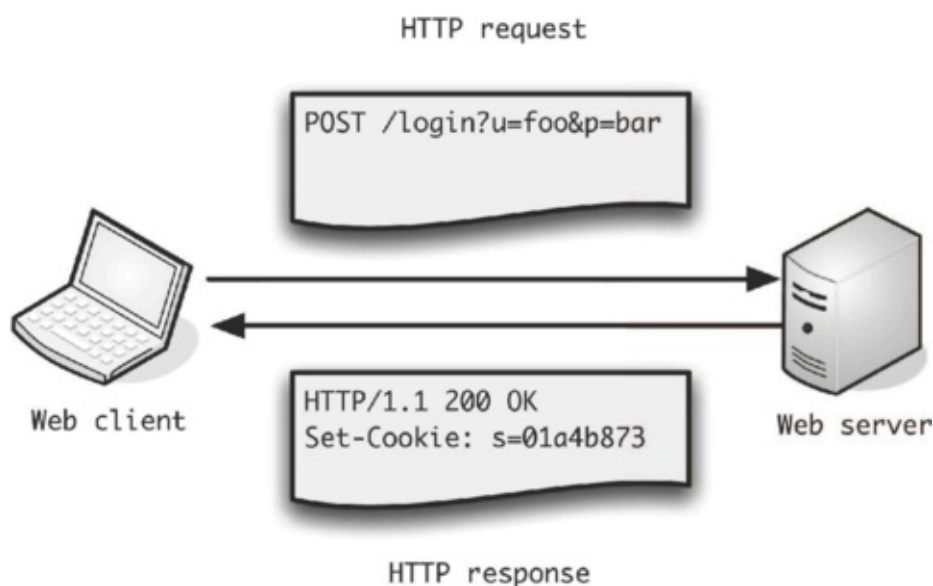 HTTP request
POST /login?u=foo&p=bar
Web client
Web server
HTTP/1.1 200 OK
Set-Cookie: s=01a4b873
HTTP response